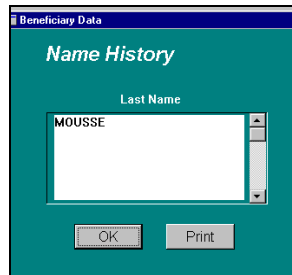 Beneficiary Data
Name History
Last Name
MOUSSE
OK
Print